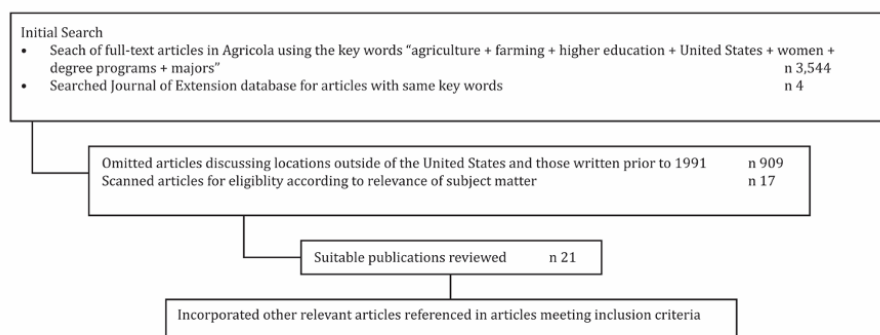 Initial Search
• Seach of full-text articles in Agricola using the key words “agriculture + farming + higher education + United States + women +
degree programs + majors” n 3,544
• Searched Journal of Extension database for articles with same key words n 4
Omitted articles discussing locations outside of the United States and those written prior to 1991 n 909
Scanned articles for eligiblity according to relevance of subject matter n 17
Suitable publications reviewed n 21
Incorporated other relevant articles referenced in articles meeting inclusion criteria